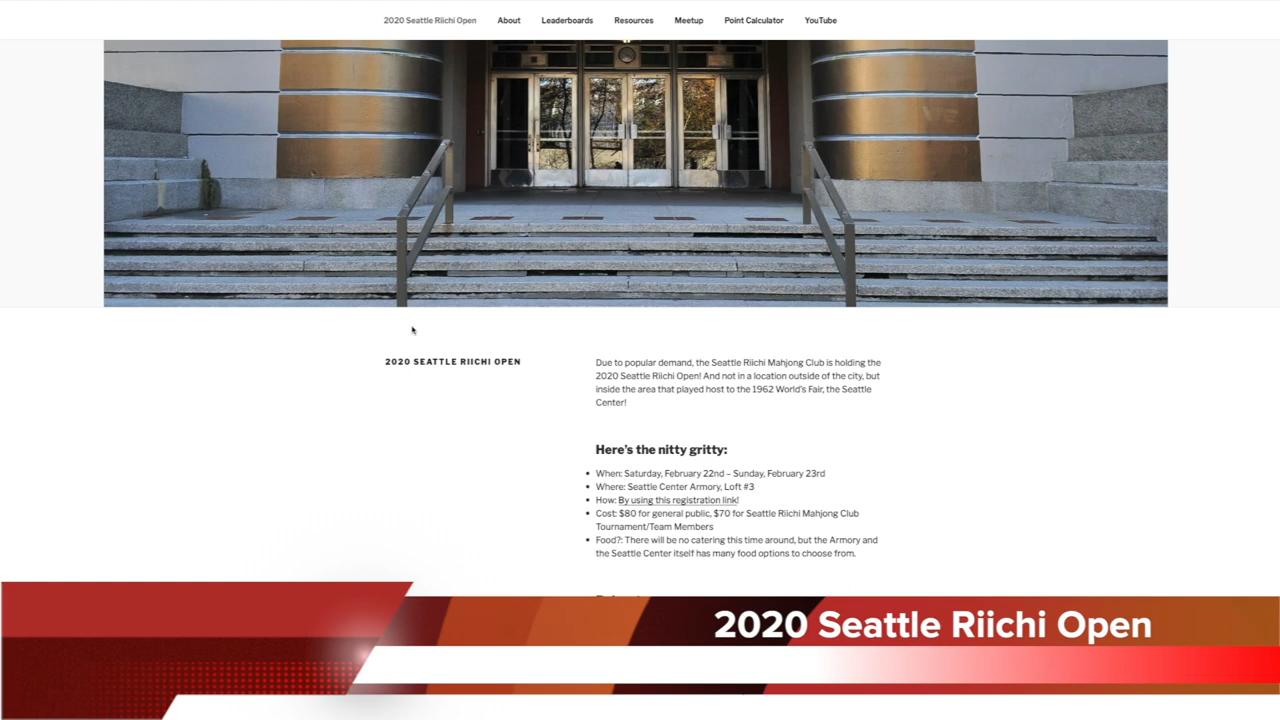 2020 Seattle Riichi Open About Leaderboards Resources Meetup Point Calculator YouTube
2020 SEATTLE RIICHI OPEN
Due to popular demand, the Seattle Riichi Mahjong Club is holding the
2020 Seattle Riichi Open! And not in a location outside of the city, but
inside the area that played host to the 1962 World's Fair, the Seattle
Center!
Here's the nitty gritty:
• When: Saturday, February 22nd – Sunday, February 23rd
• Where: Seattle Center Armory, Loft #3
• How: By using this registration link!
• Cost: $80 for general public, $70 for Seattle Riichi Mahjong Club
Tournament/Team Members
• Food?: There will be no catering this time around, but the Armory and
the Seattle Center itself has many food options to choose from.
2020 Seattle Riichi Open